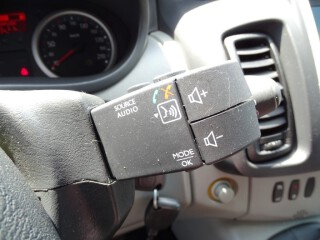 SOURCE
AUDIO
+
-
MODE
OK